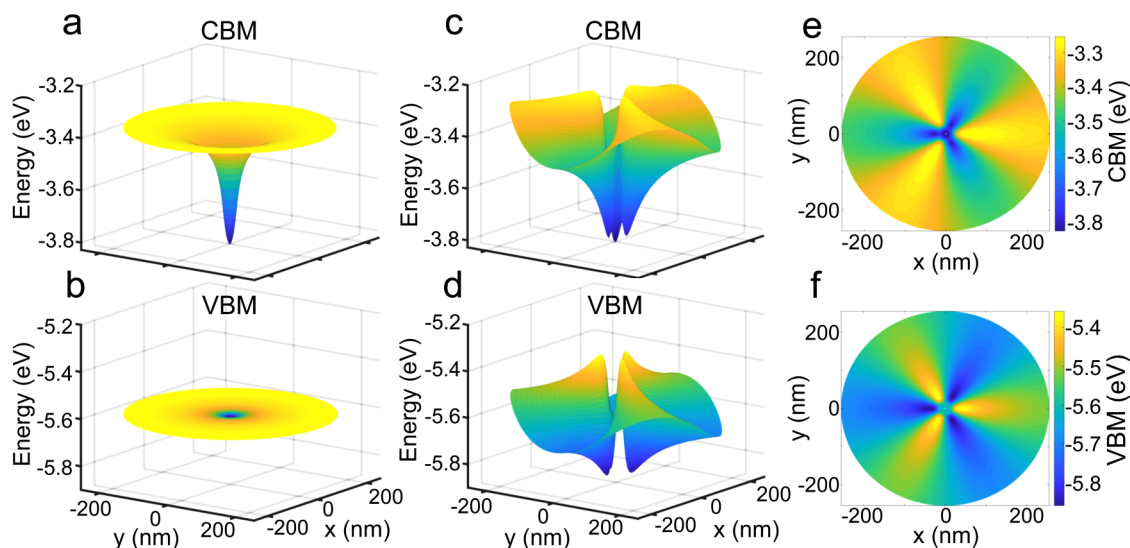 a
CBM
Energy (eV)
-3.2
-3.4
-3.6
-3.8
b
VBM
Energy (eV)
-5.2
-5.4
-5.6
-5.8
-200
0
200
y (nm)
-200
0
200
x (nm)
c
CBM
Energy (eV)
-3.2
-3.4
-3.6
-3.8
d
VBM
Energy (eV)
-5.2
-5.4
-5.6
-5.8
-200
0
200
y (nm)
-200
0
200
x (nm)
e
y (nm)
200
0
-200
-200
0
200
x (nm)
-3.3
-3.4
-3.5
-3.6
-3.7
-3.8
CBM (eV)
f
y (nm)
200
0
-200
-200
0
200
x (nm)
-5.4
-5.5
-5.6
-5.7
-5.8
VBM (eV)